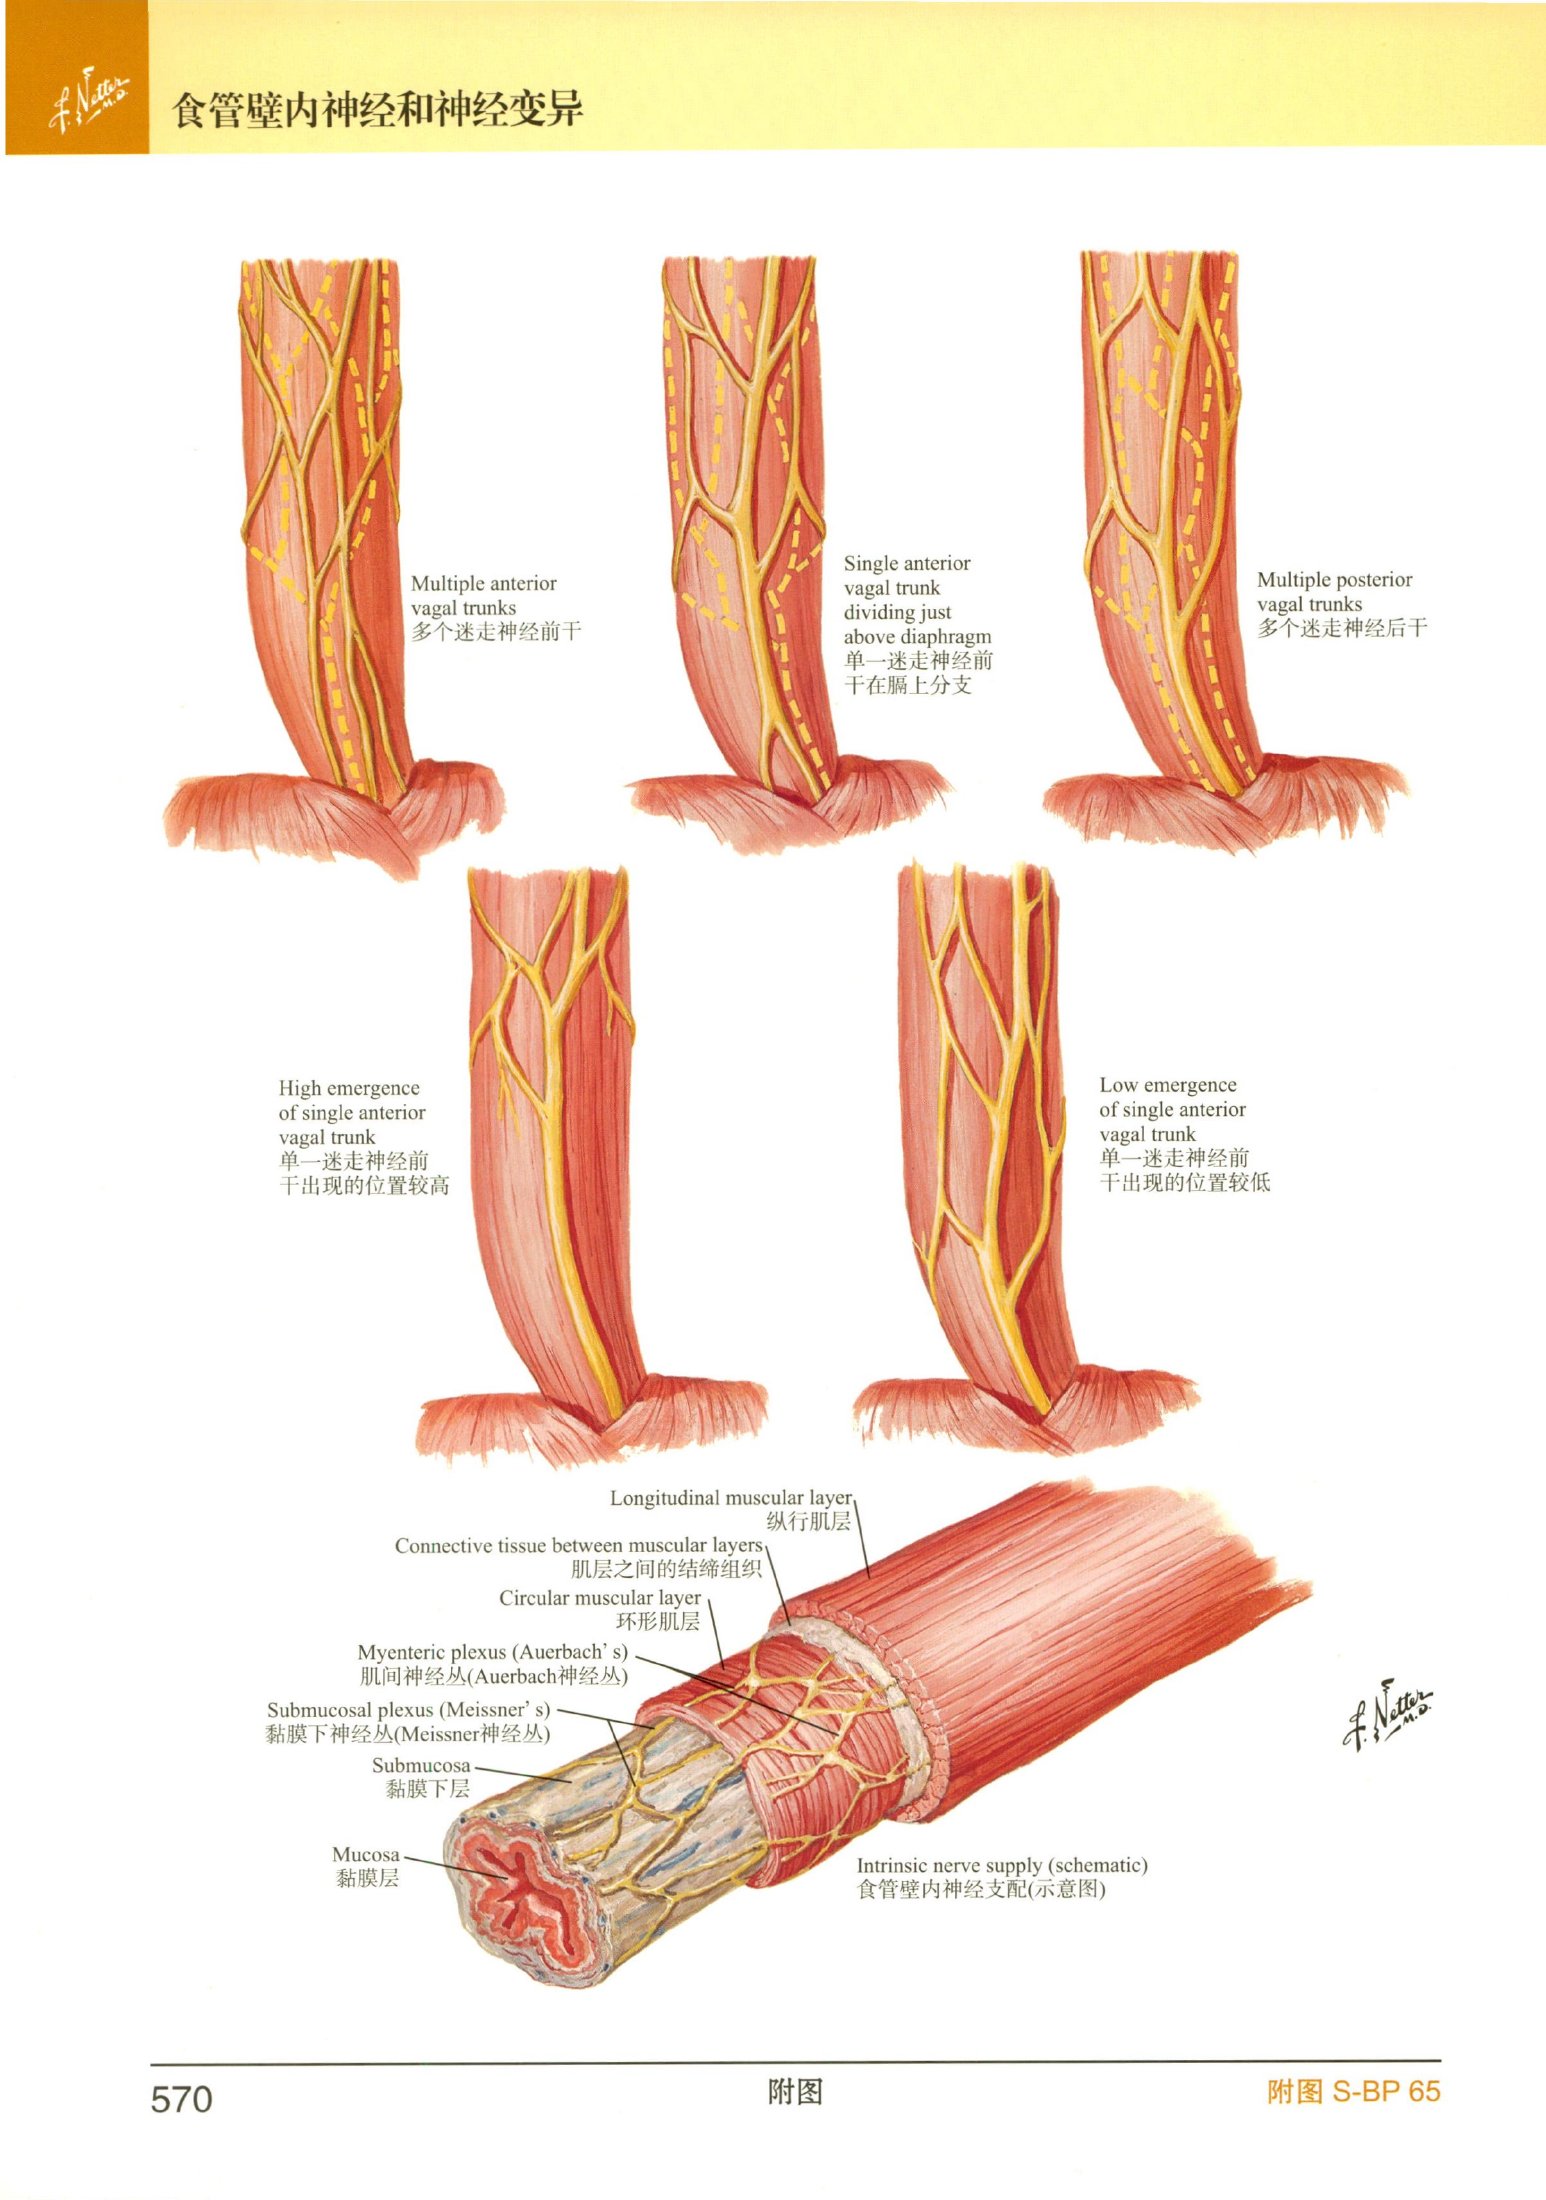 F. Netter M.D.
食管壁内神经和神经变异
Multiple anterior
vagal trunks
多个迷走神经前干
Single anterior
vagal trunk
dividing just
above diaphragm
单一迷走神经前
干在膈上分支
Multiple posterior
vagal trunks
多个迷走神经后干
High emergence
of single anterior
vagal trunk
单一迷走神经前
干出现的位置较高
Low emergence
of single anterior
vagal trunk
单一迷走神经前
干出现的位置较低
Longitudinal muscular layer
纵行肌层
Connective tissue between muscular layers
肌层之间的结缔组织
Circular muscular layer
环形肌层
Myenteric plexus (Auerbach’ s)
肌间神经丛(Auerbach神经丛)
Submucosal plexus (Meissner’ s)
黏膜下神经丛(Meissner神经丛)
Submucosa
黏膜下层
Mucosa
黏膜层
Intrinsic nerve supply (schematic)
食管壁内神经支配(示意图)
F. Netter M.D.
570
附图
附图 S-BP 65